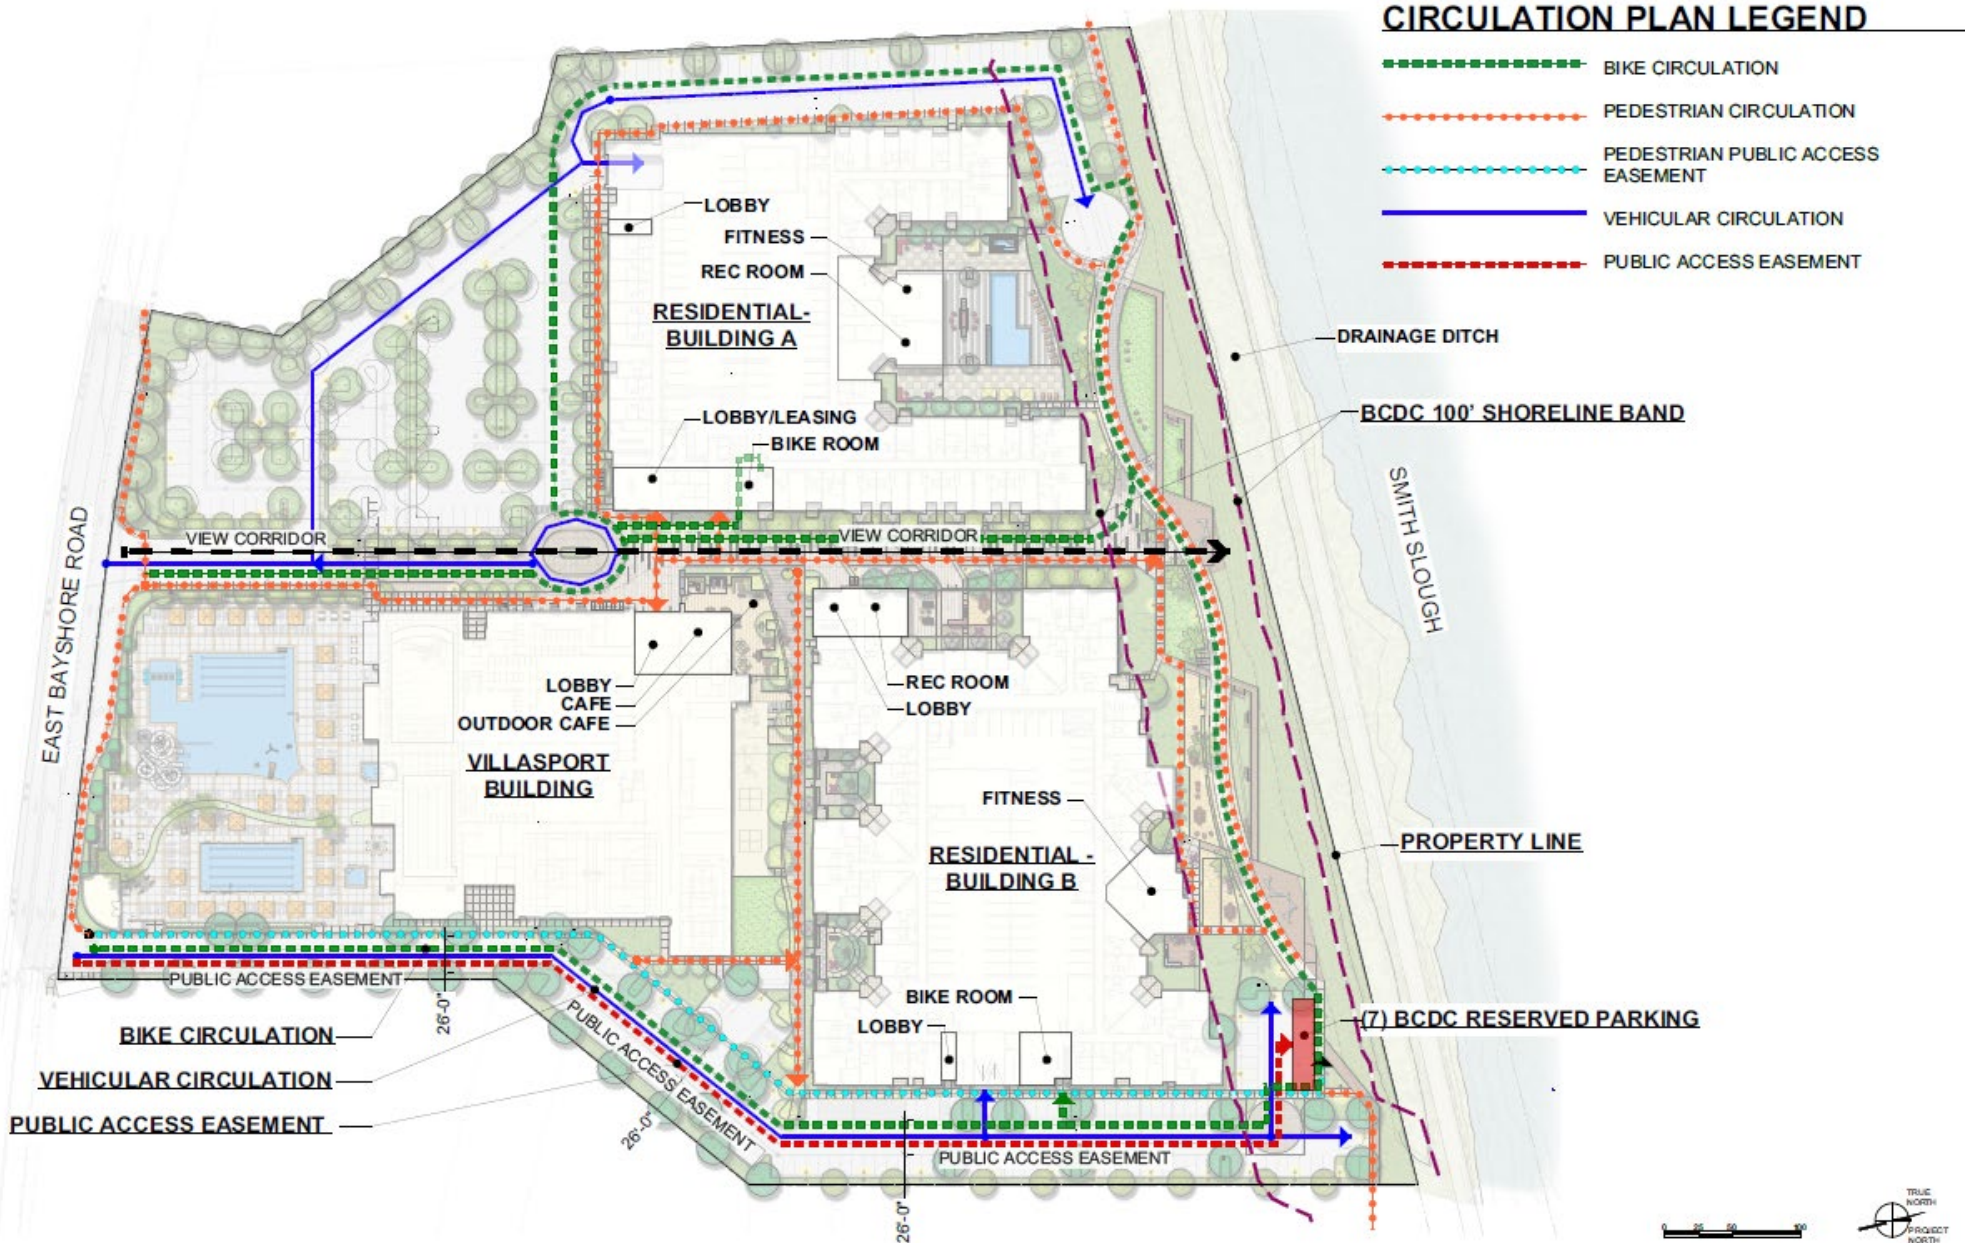 CIRCULATION PLAN LEGEND
BIKE CIRCULATION
PEDESTRIAN CIRCULATION
PEDESTRIAN PUBLIC ACCESS
EASEMENT
VEHICULAR CIRCULATION
PUBLIC ACCESS EASEMENT
LOBBY
FITNESS
REC ROOM
RESIDENTIAL-
BUILDING A
DRAINAGE DITCH
BCDC 100' SHORELINE BAND
LOBBY/LEASING
BIKE ROOM
SMITH SLOUGH
EAST BAYSHORE ROAD
VIEW CORRIDOR
VIEW CORRIDOR
LOBBY
CAFE
OUTDOOR CAFE
VILLASPORT
BUILDING
REC ROOM
LOBBY
FITNESS
RESIDENTIAL -
BUILDING B
PROPERTY LINE
PUBLIC ACCESS EASEMENT
26'-0"
BIKE ROOM
LOBBY
(7) BCDC RESERVED PARKING
BIKE CIRCULATION
VEHICULAR CIRCULATION
PUBLIC ACCESS EASEMENT
PUBLIC ACCESS EASEMENT
26'-0"
PUBLIC ACCESS EASEMENT
26'-0"
0 25 50 100
TRUE
NORTH
PROJECT
NORTH